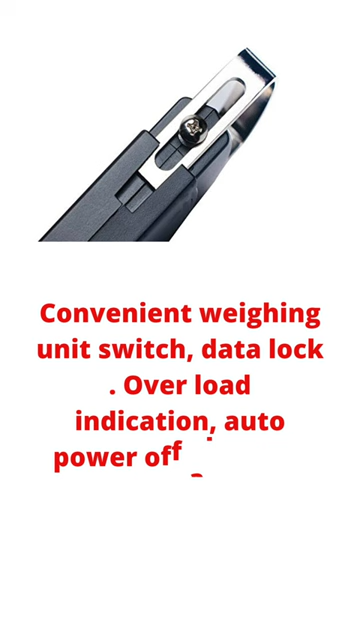 Convenient weighing
unit switch, data lock
. Over load
indication, auto
power off